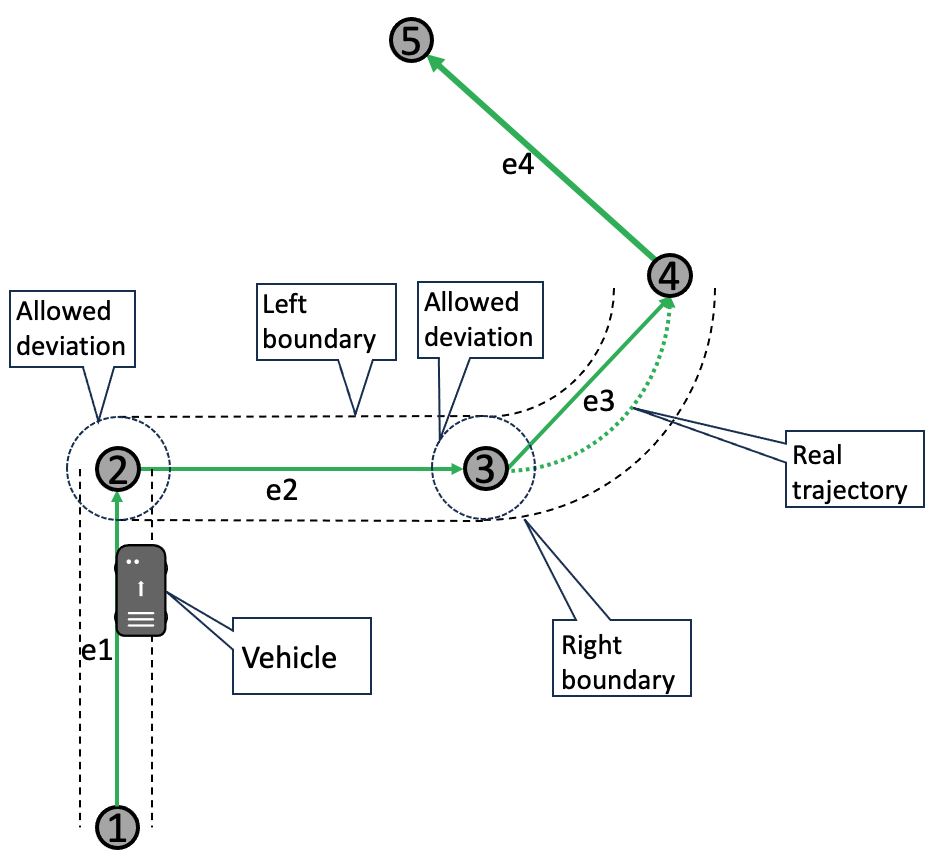 5
e4
4
Allowed
deviation
Left
boundary
Allowed
deviation
e3
Real
trajectory
2
3
e2
e1
Vehicle
Right
boundary
1